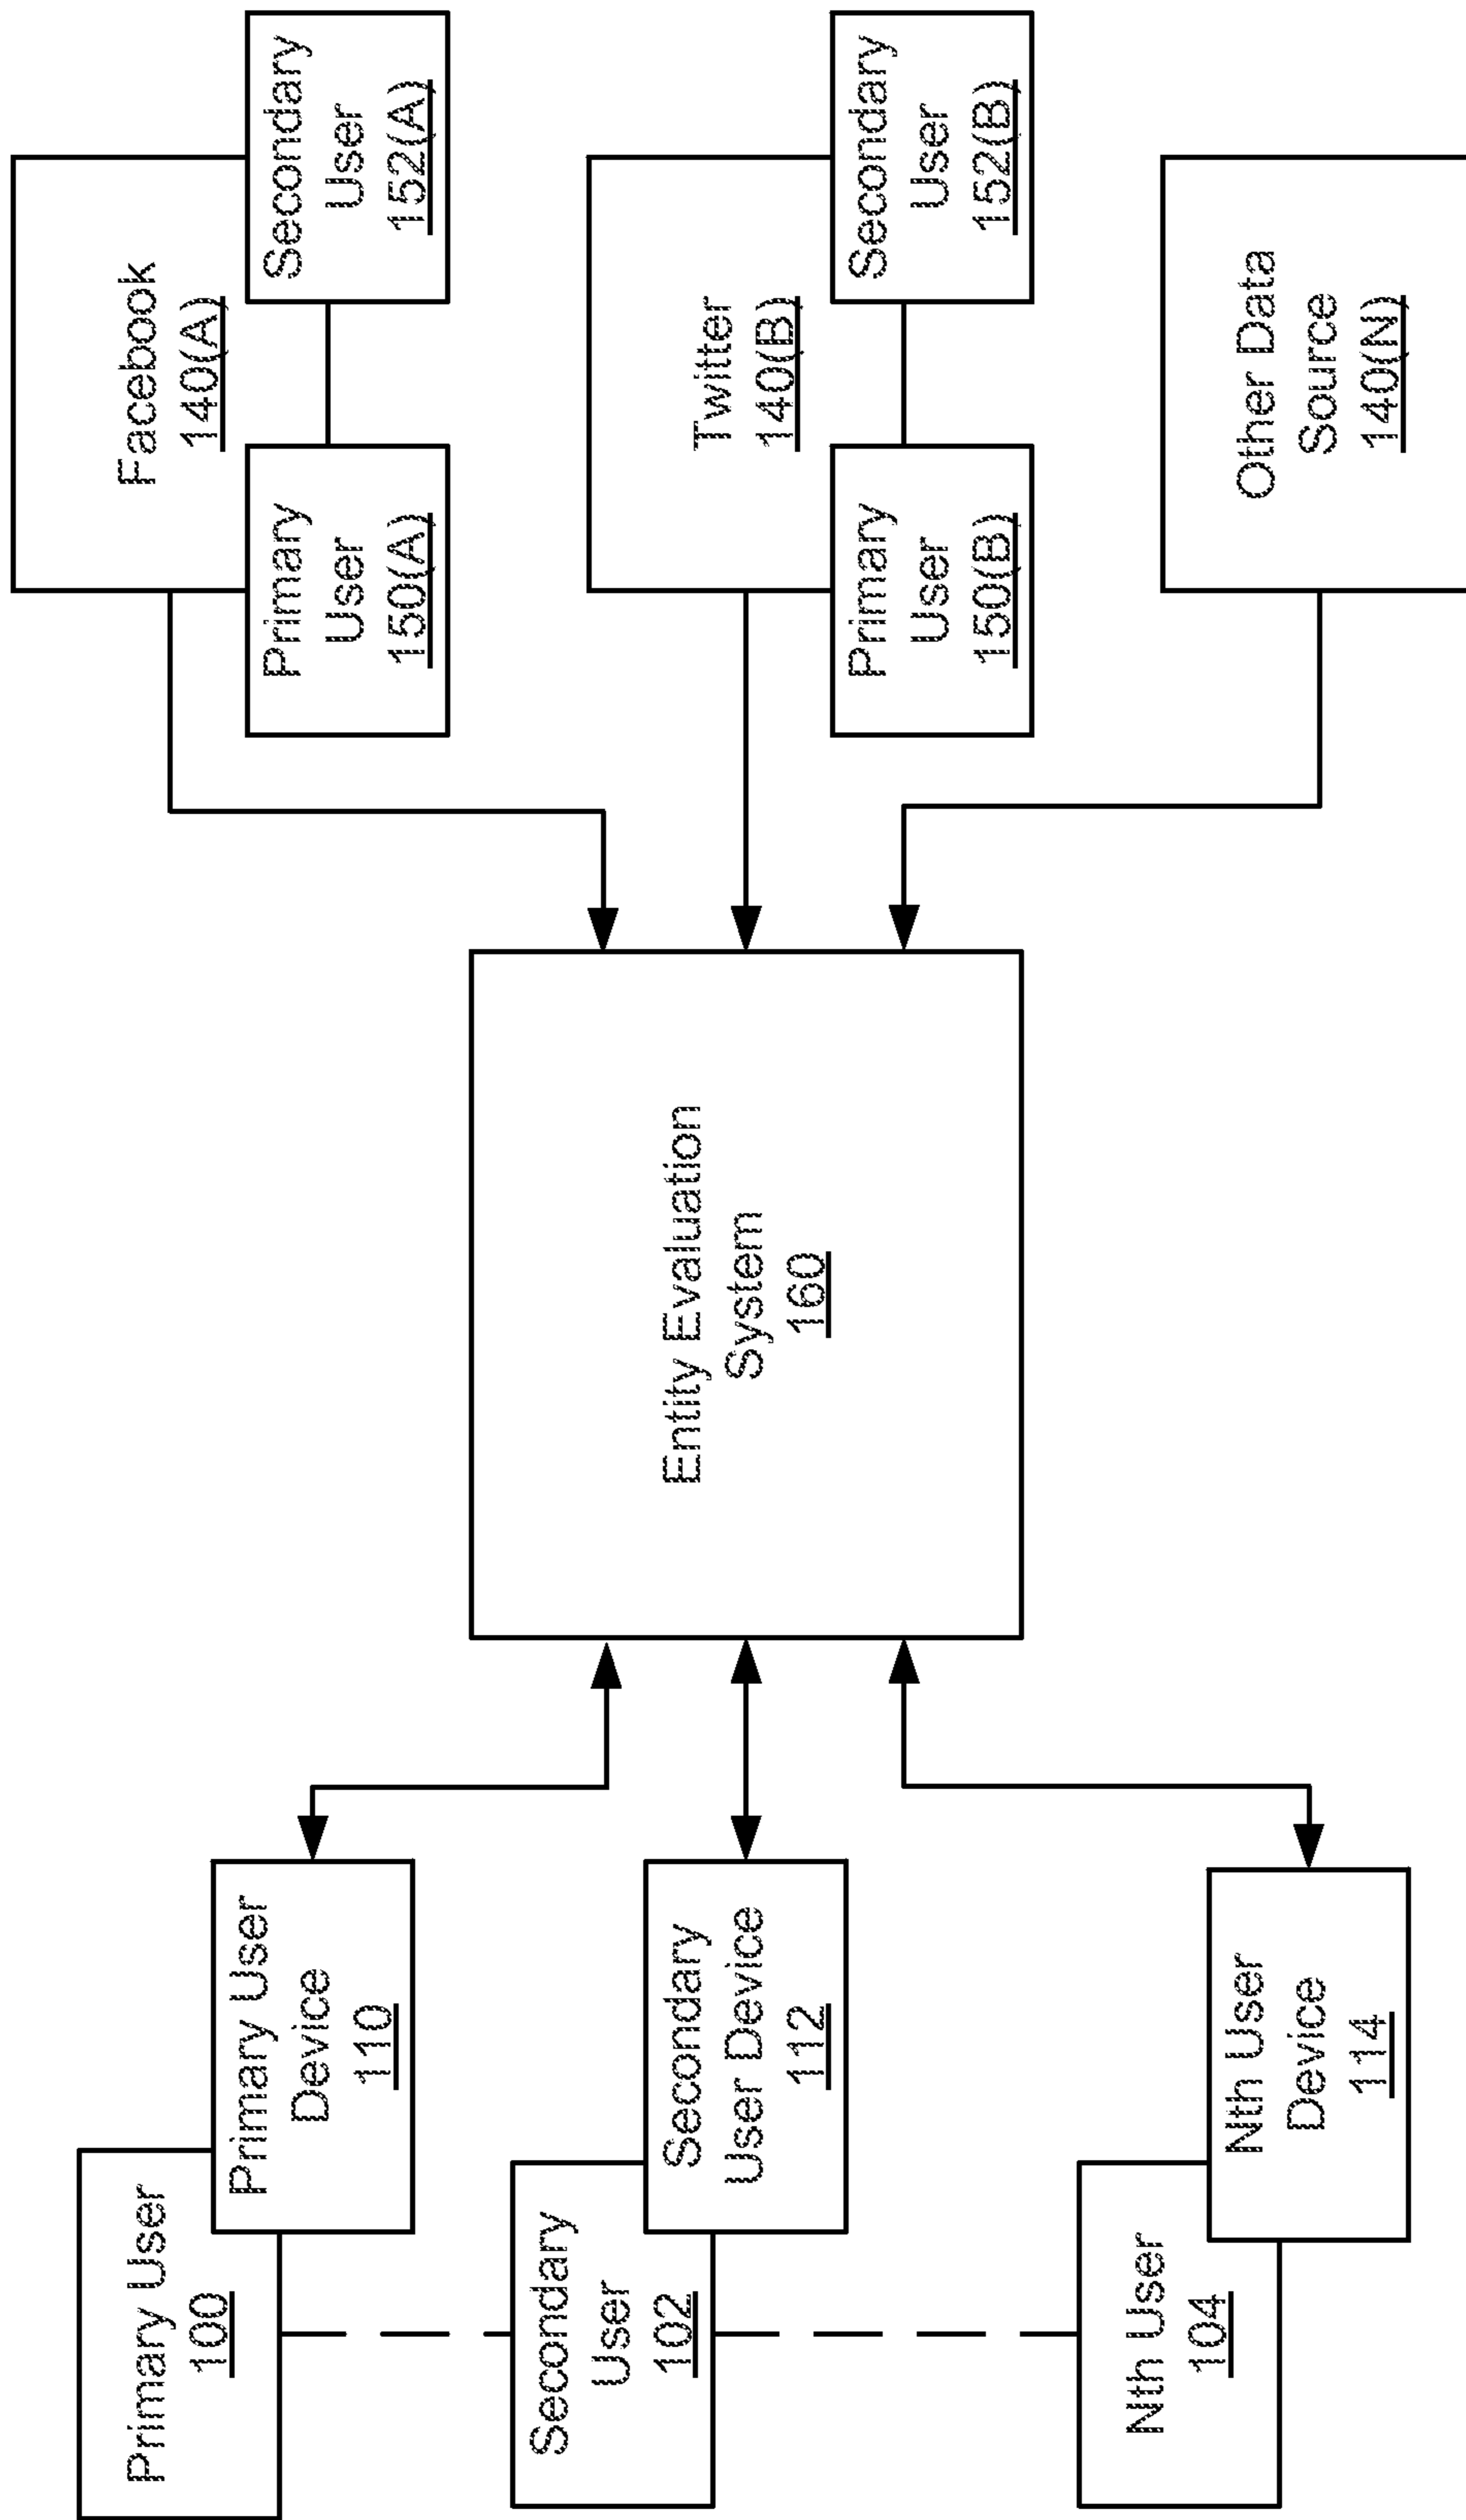 Primary User
100
Primary User
Device
110
Secondary
User
102
Secondary
User Device
112
Nth User
104
Nth User
Device
114
Entity Evaluation
System
160
Facebook
140(A)
Primary
User
150(A)
Secondary
User
152(A)
Twitter
140(B)
Primary
User
150(B)
Secondary
User
152(B)
Other Data
Source
140(N)